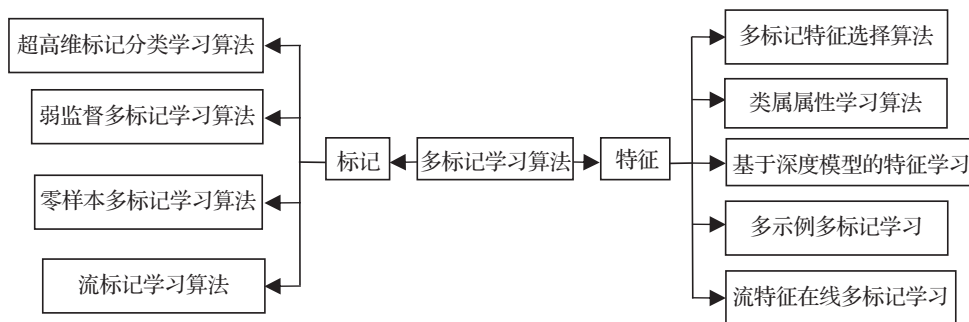 超高维标记分类学习算法
弱监督多标记学习算法
零样本多标记学习算法
流标记学习算法
标记
多标记学习算法
特征
多标记特征选择算法
类属属性学习算法
基于深度模型的特征学习
多示例多标记学习
流特征在线多标记学习